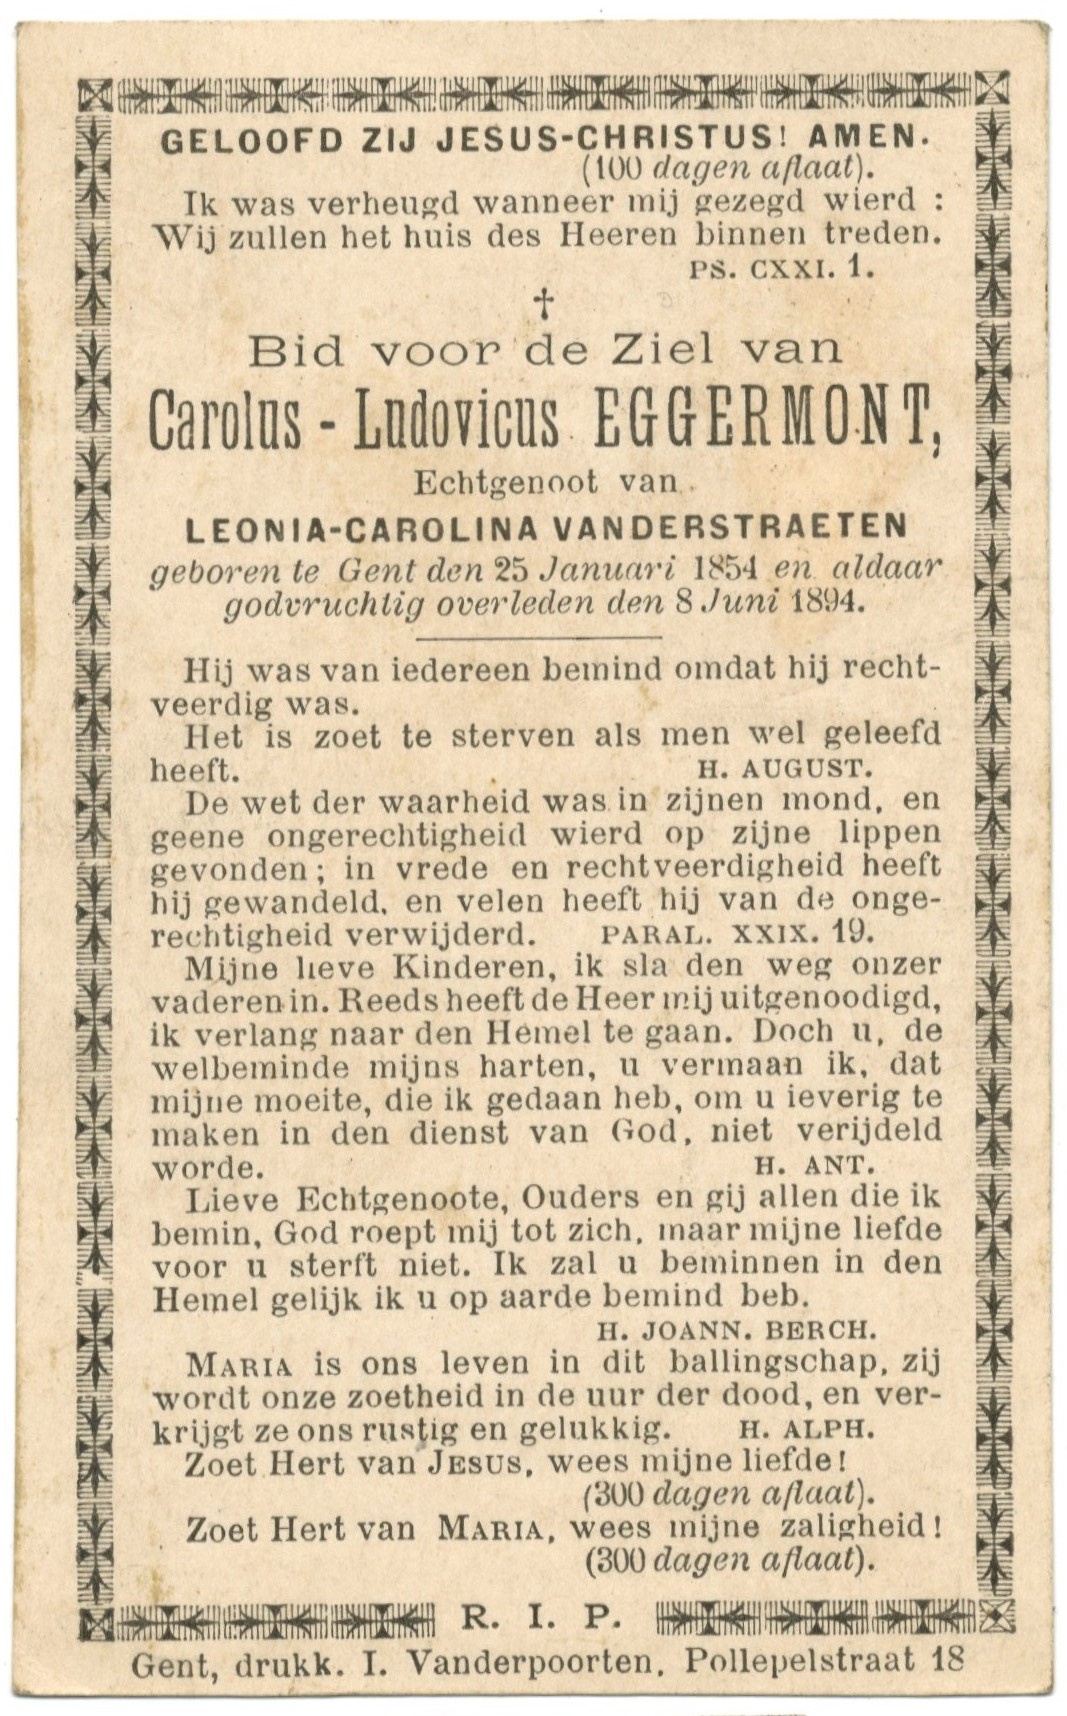 GELOOFD ZIJ JESUS-CHRISTUS! AMEN.
(100 dagen aflaat).
Ik was verheugd wanneer mij gezegd wierd :
Wij zullen het huis des Heeren binnen treden.
PS. CXXI. 1.
†
Bid voor de Ziel van
Carolus - Ludovicus EGGERMONT,
Echtgenoot van
LEONIA-CAROLINA VANDERSTRAETEN
geboren te Gent den 25 Januari 1854 en aldaar
godvruchtig overleden den 8 Juni 1894.
Hij was van iedereen bemind omdat hij recht-
veerdig was.
Het is zoet te sterven als men wel geleefd
heeft. H. AUGUST.
De wet der waarheid was in zijnen mond, en
geene ongerechtigheid wierd op zijne lippen
gevonden; in vrede en rechtveerdigheid heeft
hij gewandeld, en velen heeft hij van de onge-
rechtigheid verwijderd. PARAL. XXIX. 19.
Mijne lieve Kinderen, ik sla den weg onzer
vaderen in. Reeds heeft de Heer mij uitgenoodigd,
ik verlang naar den Hemel te gaan. Doch u, de
welbeminde mijns harten, u vermaan ik, dat
mijne moeite, die ik gedaan heb, om u ieverig te
maken in den dienst van God, niet verijdeld
worde. H. ANT.
Lieve Echtgenoote, Ouders en gij allen die ik
bemin, God roept mij tot zich, maar mijne liefde
voor u sterft niet. Ik zal u beminnen in den
Hemel gelijk ik u op aarde bemind beb.
H. JOANN. BERCH.
MARIA is ons leven in dit ballingschap, zij
wordt onze zoetheid in de uur der dood, en ver-
krijgt ze ons rustig en gelukkig. H. ALPH.
Zoet Hert van JESUS, wees mijne liefde!
(300 dagen aflaat).
Zoet Hert van MARIA, wees mijne zaligheid!
(300 dagen aflaat).
R. I. P.
Gent, drukk. I. Vanderpoorten, Pollepelstraat 18